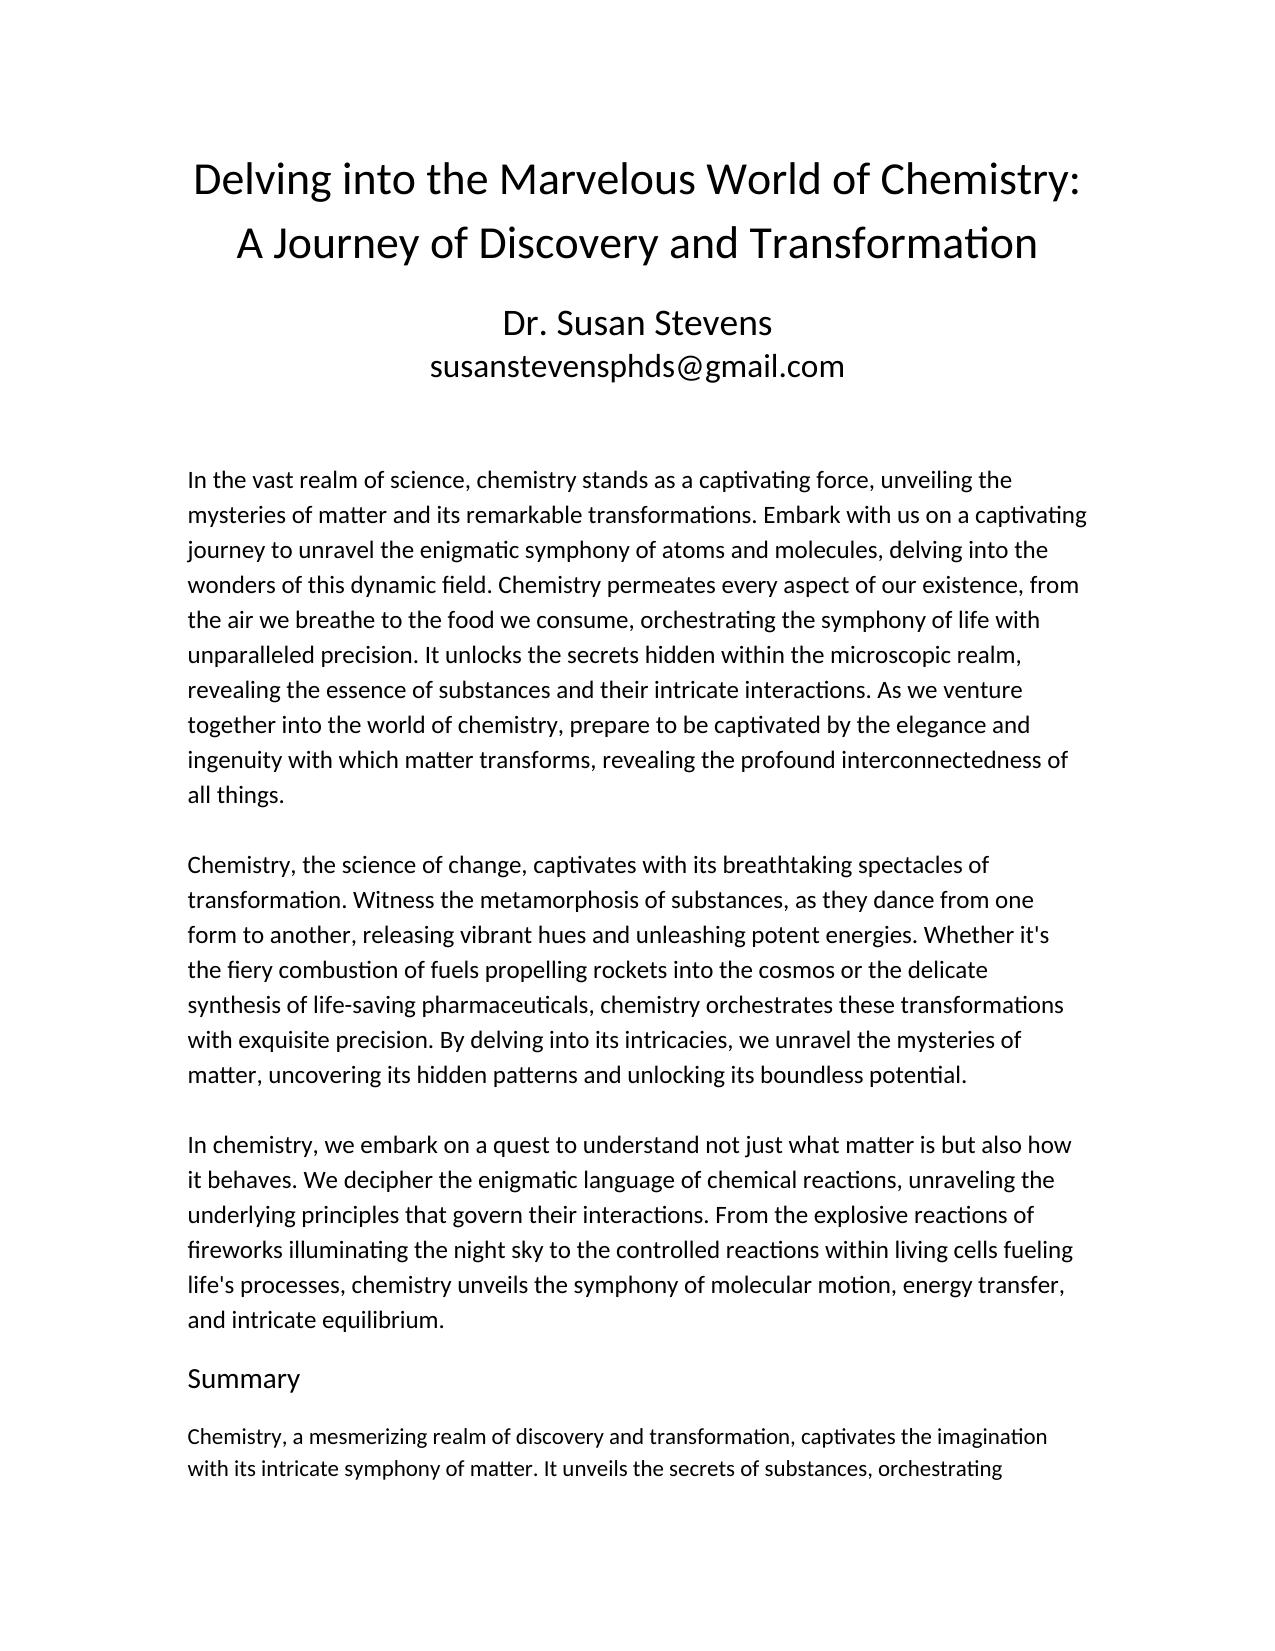 Delving into the Marvelous World of Chemistry:
A Journey of Discovery and Transformation
Dr. Susan Stevens
susanstevensphds@gmail.com
In the vast realm of science, chemistry stands as a captivating force, unveiling the
mysteries of matter and its remarkable transformations. Embark with us on a captivating
journey to unravel the enigmatic symphony of atoms and molecules, delving into the
wonders of this dynamic field. Chemistry permeates every aspect of our existence, from
the air we breathe to the food we consume, orchestrating the symphony of life with
unparalleled precision. It unlocks the secrets hidden within the microscopic realm,
revealing the essence of substances and their intricate interactions. As we venture
together into the world of chemistry, prepare to be captivated by the elegance and
ingenuity with which matter transforms, revealing the profound interconnectedness of
all things.
Chemistry, the science of change, captivates with its breathtaking spectacles of
transformation. Witness the metamorphosis of substances, as they dance from one
form to another, releasing vibrant hues and unleashing potent energies. Whether it's
the fiery combustion of fuels propelling rockets into the cosmos or the delicate
synthesis of life-saving pharmaceuticals, chemistry orchestrates these transformations
with exquisite precision. By delving into its intricacies, we unravel the mysteries of
matter, uncovering its hidden patterns and unlocking its boundless potential.
In chemistry, we embark on a quest to understand not just what matter is but also how
it behaves. We decipher the enigmatic language of chemical reactions, unraveling the
underlying principles that govern their interactions. From the explosive reactions of
fireworks illuminating the night sky to the controlled reactions within living cells fueling
life's processes, chemistry unveils the symphony of molecular motion, energy transfer,
and intricate equilibrium.
Summary
Chemistry, a mesmerizing realm of discovery and transformation, captivates the imagination
with its intricate symphony of matter. It unveils the secrets of substances, orchestrating